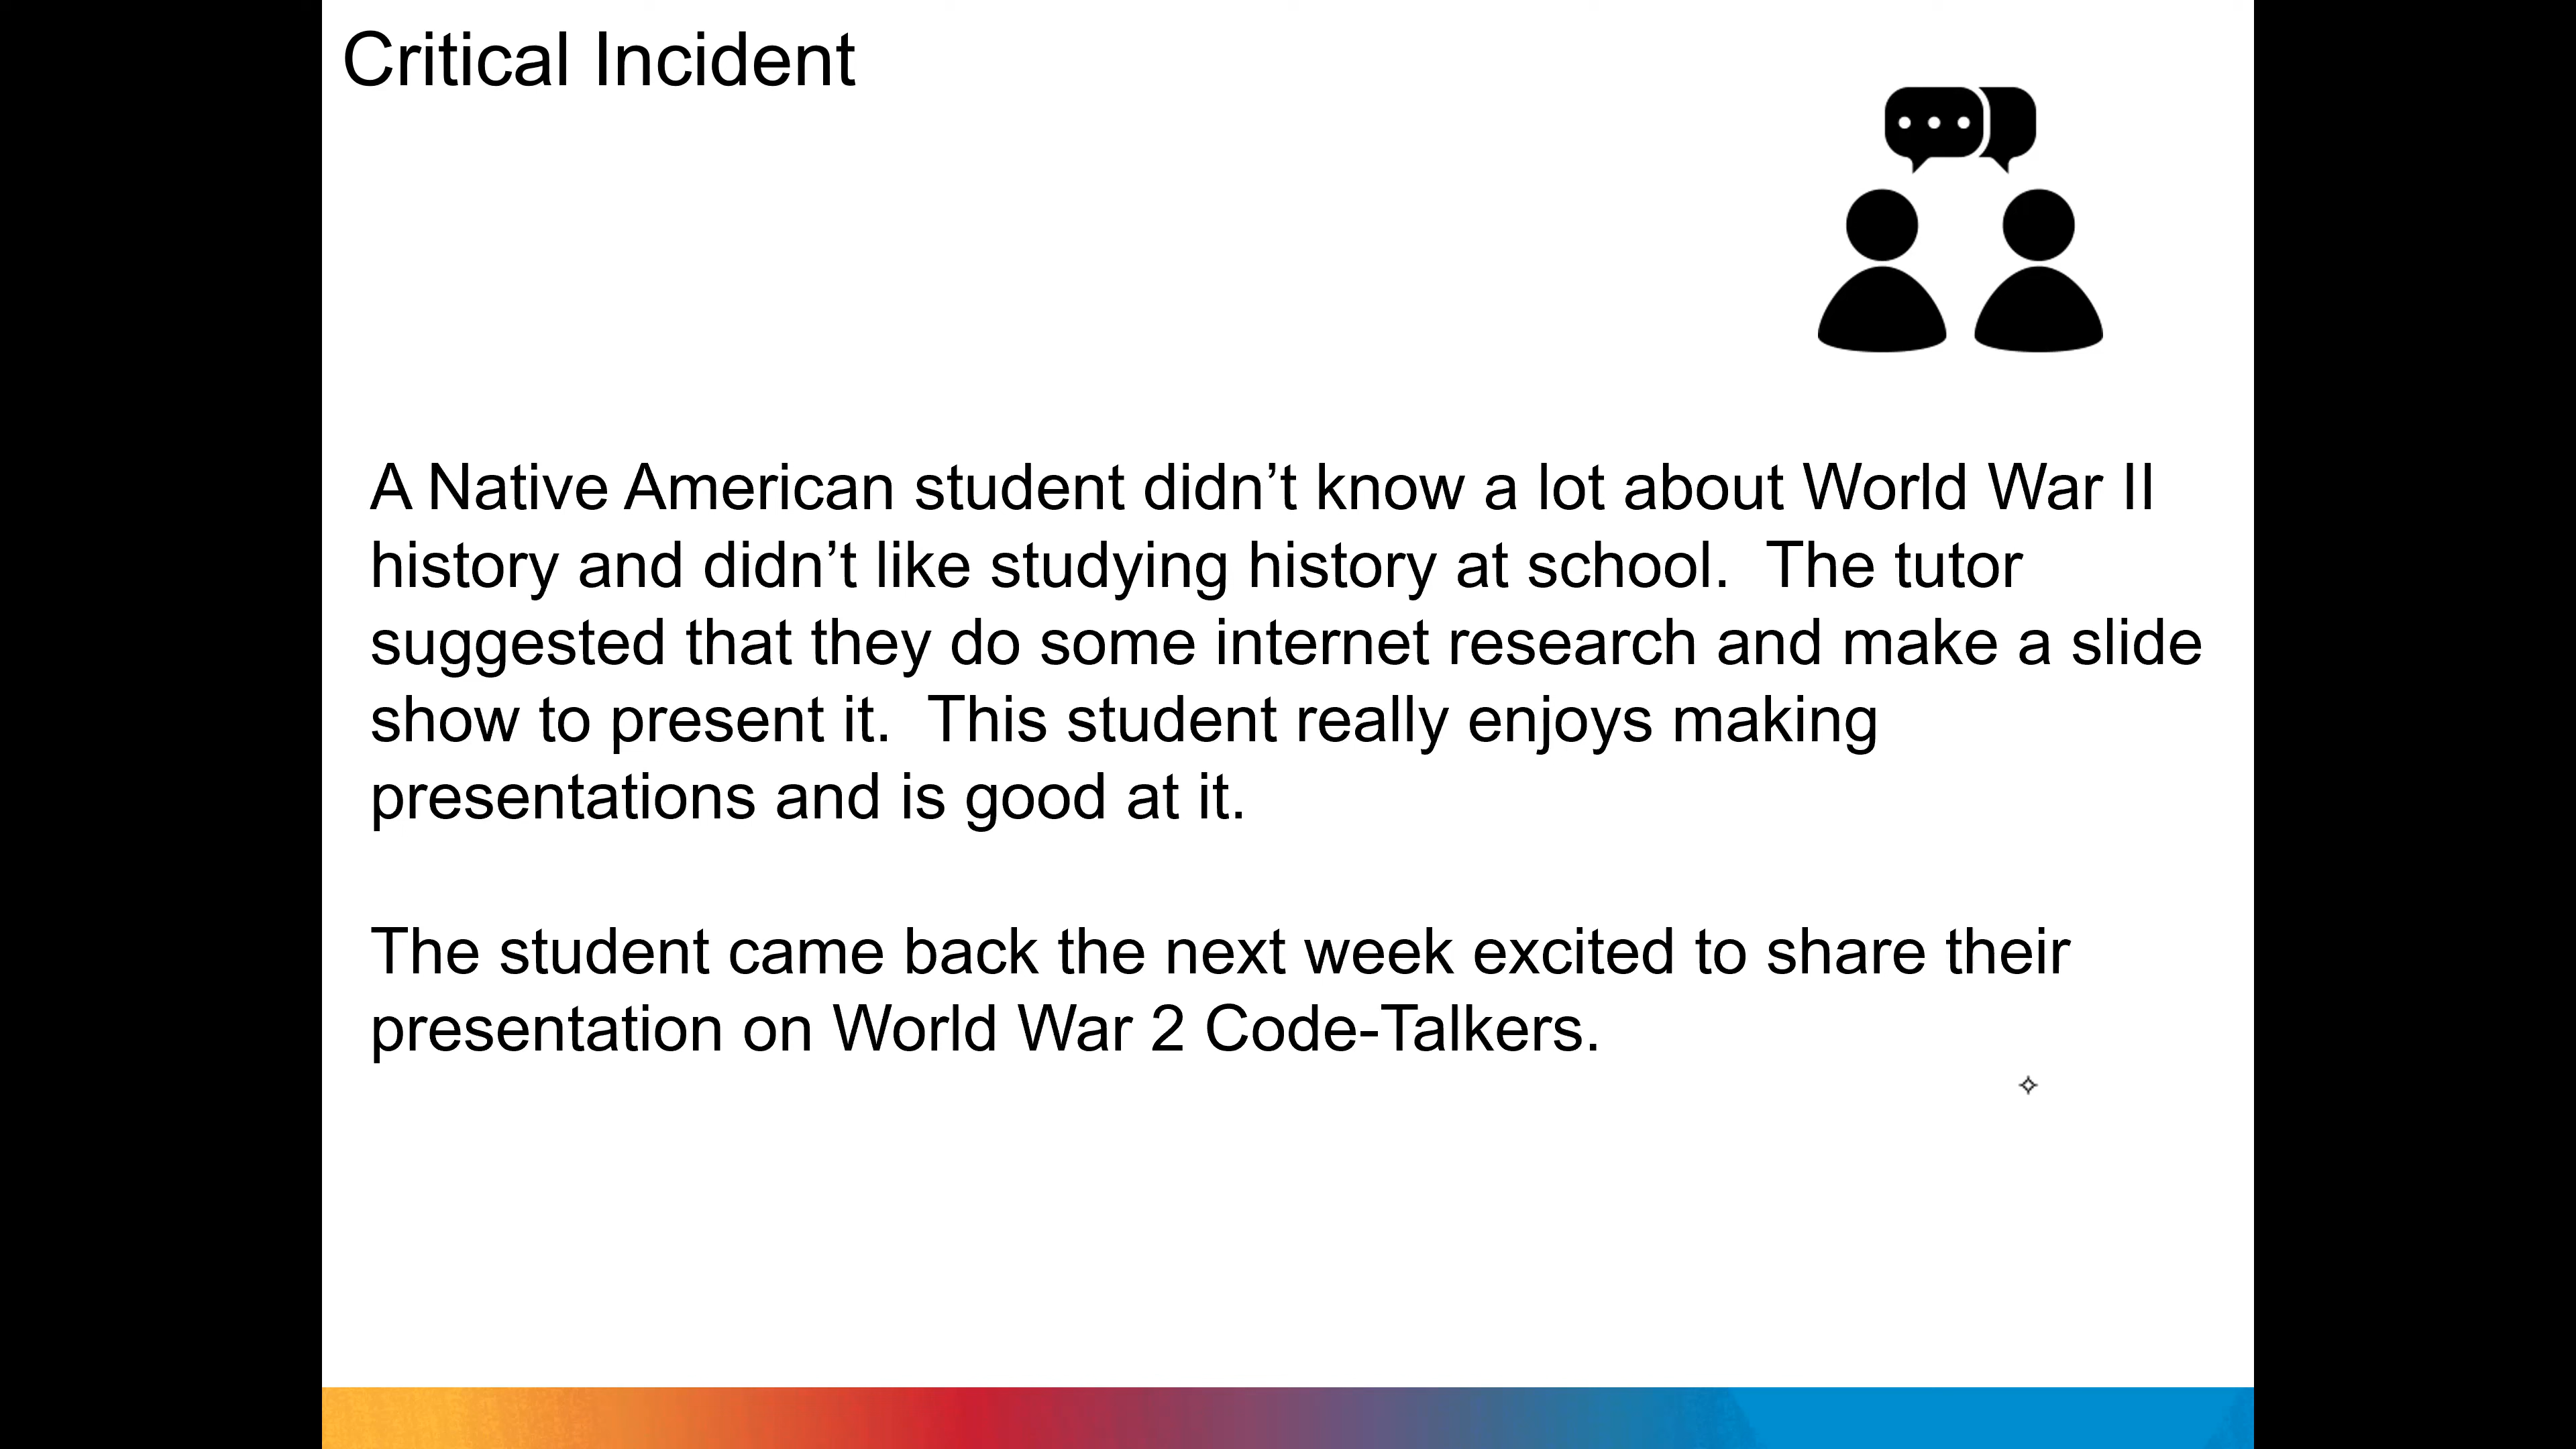 Critical Incident
A Native American student didn’t know a lot about World War II
history and didn’t like studying history at school.  The tutor
suggested that they do some internet research and make a slide
show to present it.  This student really enjoys making
presentations and is good at it.
The student came back the next week excited to share their
presentation on World War 2 Code-Talkers.